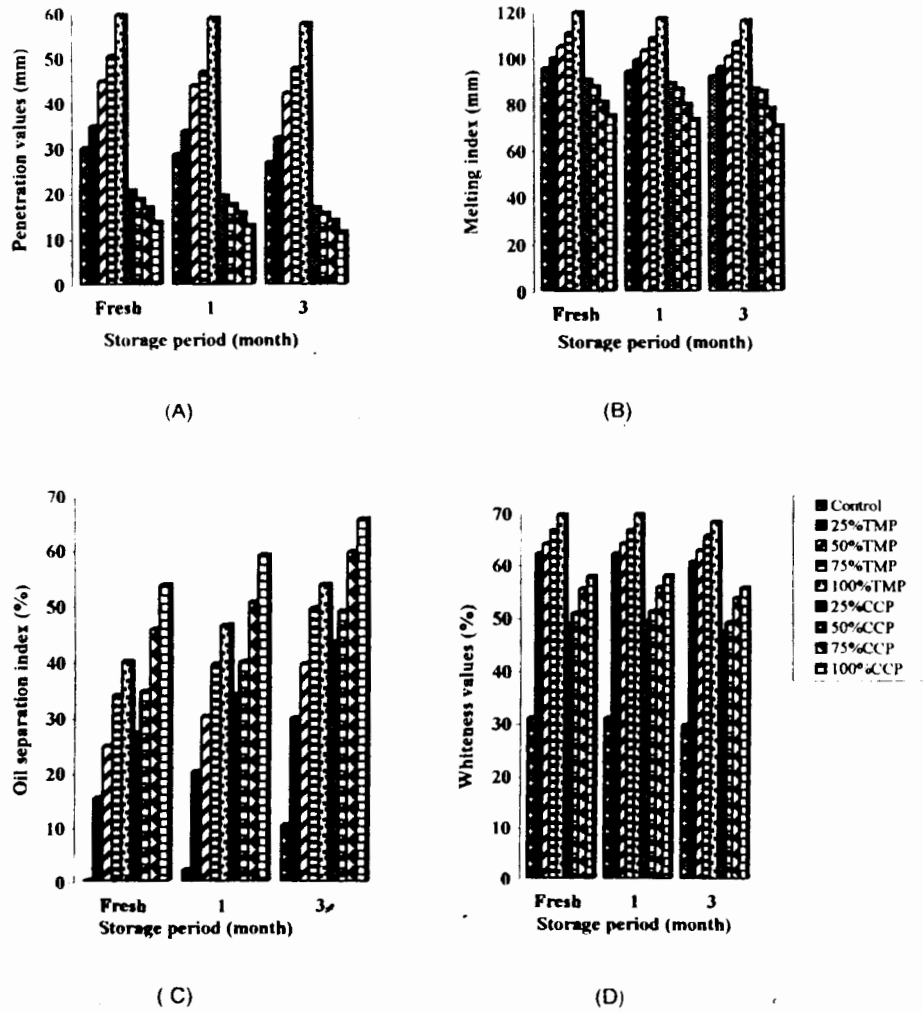 Penetration values (mm)
60
50
40
30
20
10
0
Fresh 1 3
Storage period (month)
(A)
Melting index (mm)
120
100
80
60
40
20
0
Fresh 1 3
Storage period (month)
(B)
Oil separation index (%)
70
60
50
40
30
20
10
0
Fresh 1 3
Storage period (month)
( C)
Whiteness values (%)
70
60
50
40
30
20
10
0
Fresh 1 3
Storage period (month)
(D)
Control
25%TMP
50%TMP
75%TMP
100%TMP
25%CCP
50%CCP
75%CCP
100%CCP